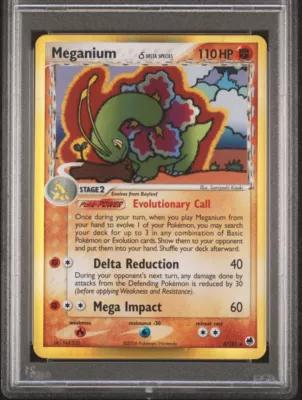 Meganium δ DELTA SPECIES 110 HP
STAGE 2 Evolves from Bayleef
Poké-POWER Evolutionary Call
Once during your turn, when you play Meganium from
your hand to evolve 1 of your Pokémon, you may search
your deck for up to 3 in any combination of Basic
Pokémon or Evolution cards. Show them to your opponent
and put them into your hand. Shuffle your deck afterward.
Delta Reduction 40
During your opponent's next turn, any damage done by
attacks from the Defending Pokémon is reduced by 30
(before applying Weakness and Resistance).
Mega Impact 60
weakness resistance -30 retreat cost